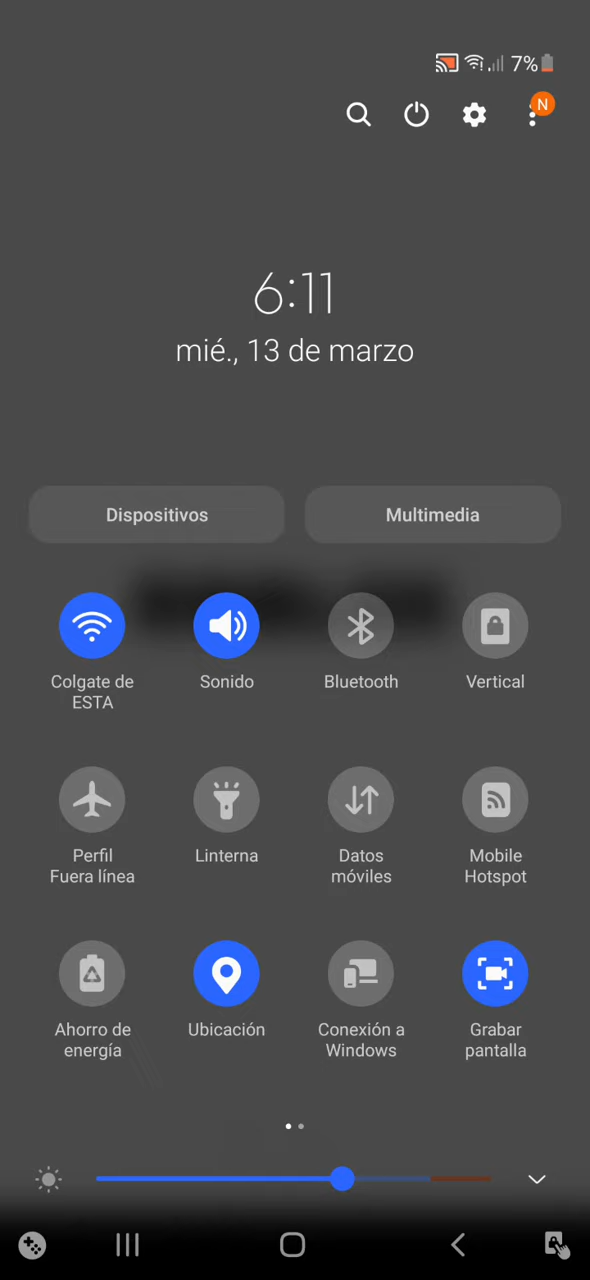 7%
N
6:11
mié., 13 de marzo
Dispositivos
Multimedia
Colgate de
ESTA
Sonido
Bluetooth
Vertical
Perfil
Fuera línea
Linterna
Datos
móviles
Mobile
Hotspot
Ahorro de
energía
Ubicación
Conexión a
Windows
Grabar
pantalla